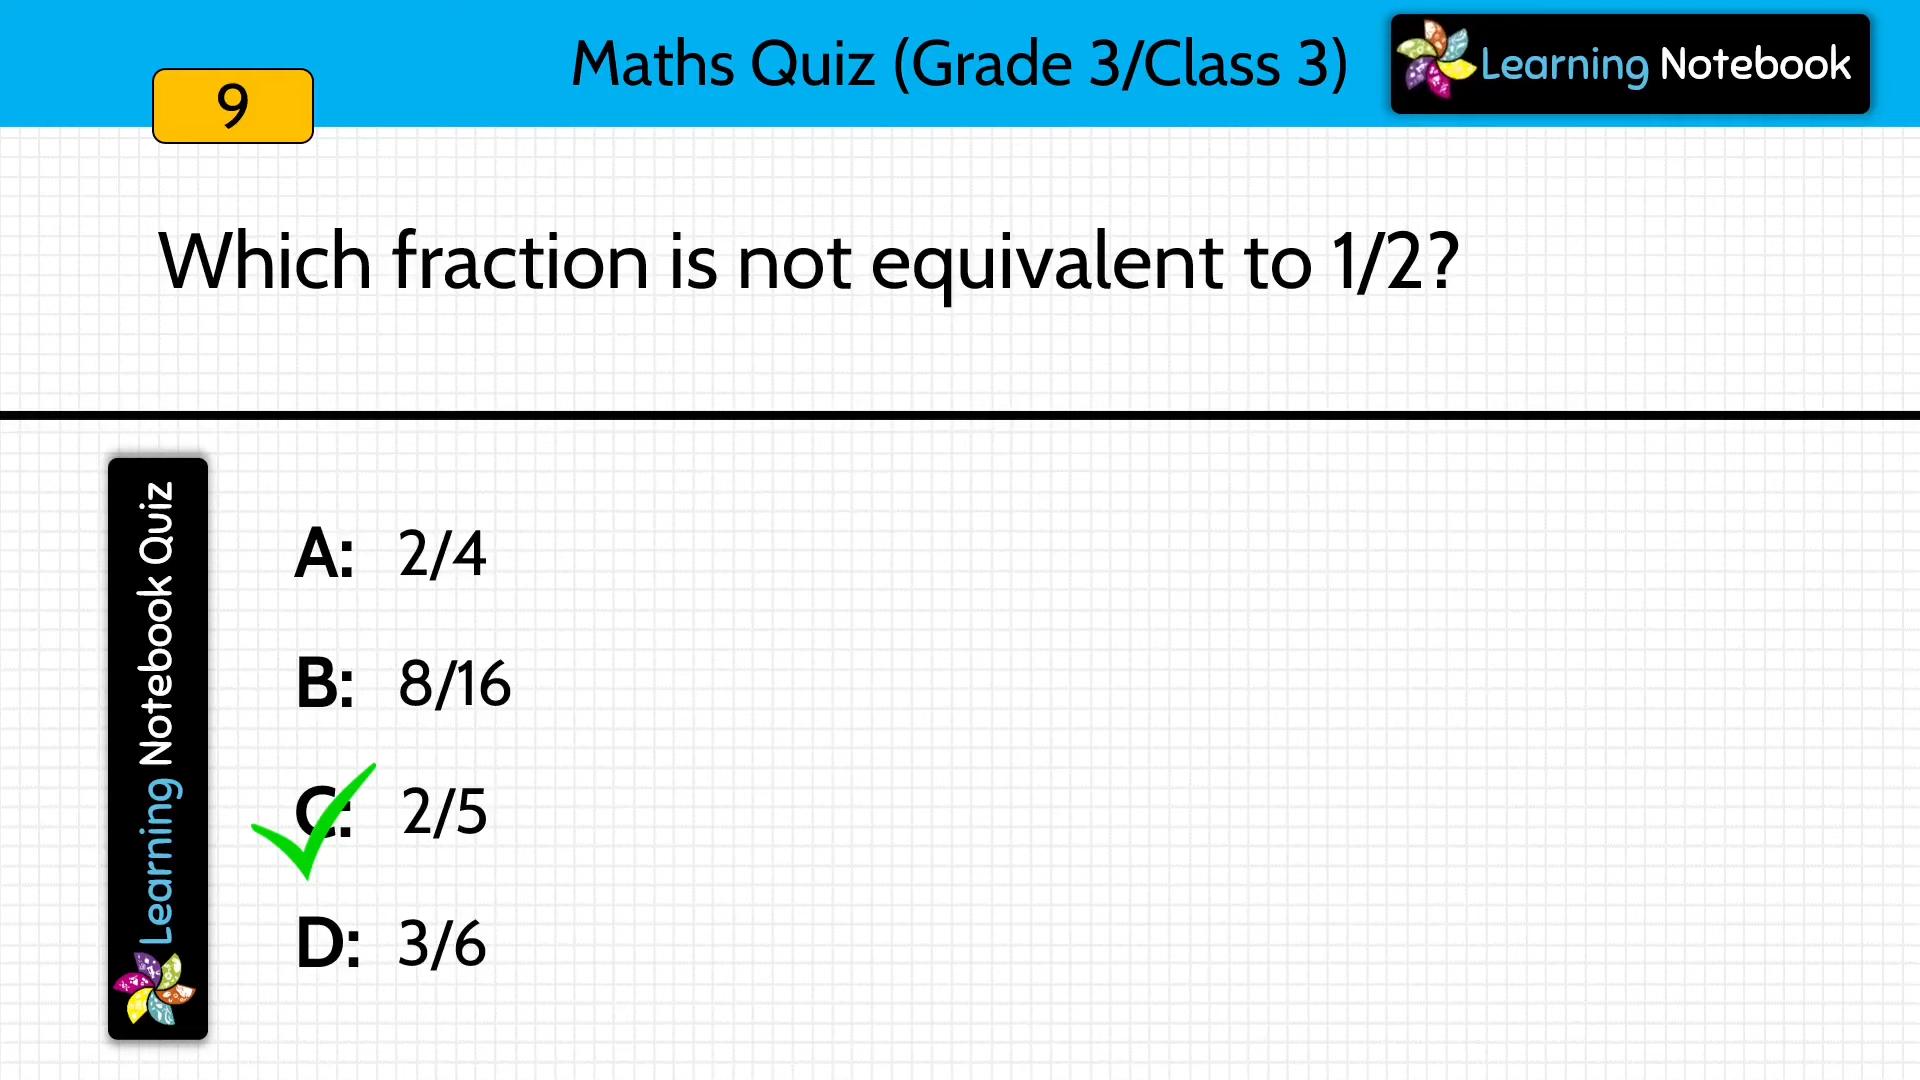 Maths Quiz (Grade 3/Class 3)
Learning Notebook
9
Which fraction is not equivalent to 1/2?
Learning Notebook Quiz
A: 2/4
B: 8/16
C: 2/5
D: 3/6